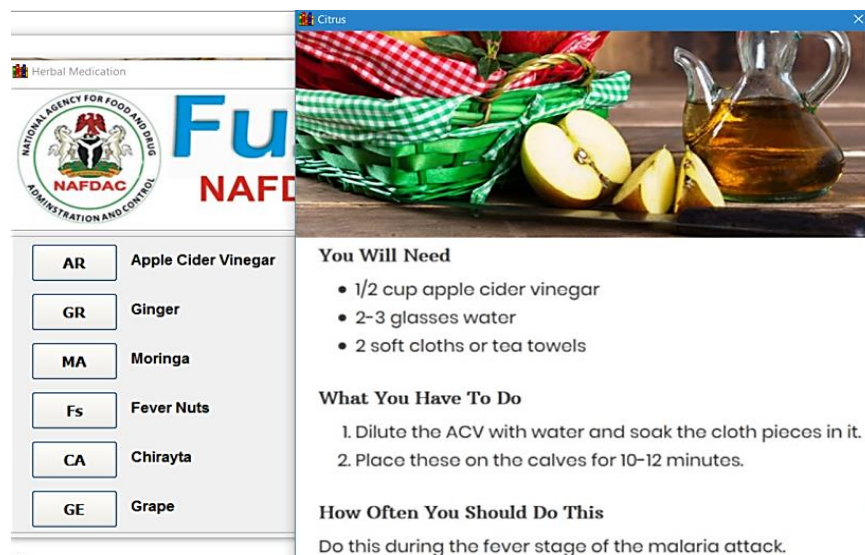 Herbal Medication
NATIONAL AGENCY FOR FOOD AND DRUG
NAFDAC
ADMINISTRATION AND CONTROL
AR Apple Cider Vinegar
GR Ginger
MA Moringa
Fs Fever Nuts
CA Chirayta
GE Grape
Citrus
You Will Need
• 1/2 cup apple cider vinegar
• 2-3 glasses water
• 2 soft cloths or tea towels
What You Have To Do
1. Dilute the ACV with water and soak the cloth pieces in it.
2. Place these on the calves for 10-12 minutes.
How Often You Should Do This
Do this during the fever stage of the malaria attack.